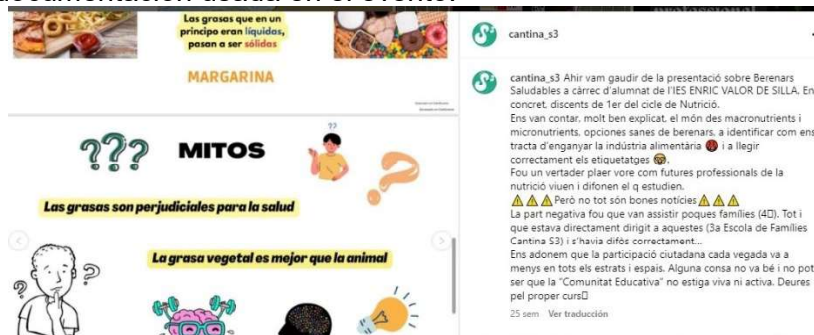 documentación usada en el evento.
Las grasas que en un
principo eran líquidas,
pasan a ser sólidas
MARGARINA
???
MITOS
??
?
Las grasas son perjudiciales para la salud
La grasa vegetal es mejor que la animal
professional
cantina_s3
cantina_s3 Ahir vam gaudir de la presentació sobre Berenars
Saludables a càrrec d'alumnat de l'IES ENRIC VALOR DE SILLA. En
concret, discents de 1er del cicle de Nutrició.
Ens van contar, molt ben explicat, el món des macronutrients i
micronutrients, opciones sanes de berenars, a identificar com ens
tracta d'enganyar la indústria alimentària 😡 i a llegir
correctament els etiquetatges 🤓.
Fou un vertader plaer vore com futures professionals de la
nutrició viuen i difonen el q estudien.
⚠⚠⚠Però no tot són bones notícies⚠⚠⚠
La part negativa fou que van assistir poques famílies (4▯). Tot i
que estava directament dirigit a aquestes (3a Escola de Famílies
Cantina S3) i s'havia difòs correctament...
Ens adonem que la participació ciutadana cada vegada va a
menys en tots els estrats i espais. Alguna consa no va bé i no pot
ser que la "Comunitat Educativa" no estiga viva ni activa. Deures
pel proper curs▯
25 sem Ver traducción